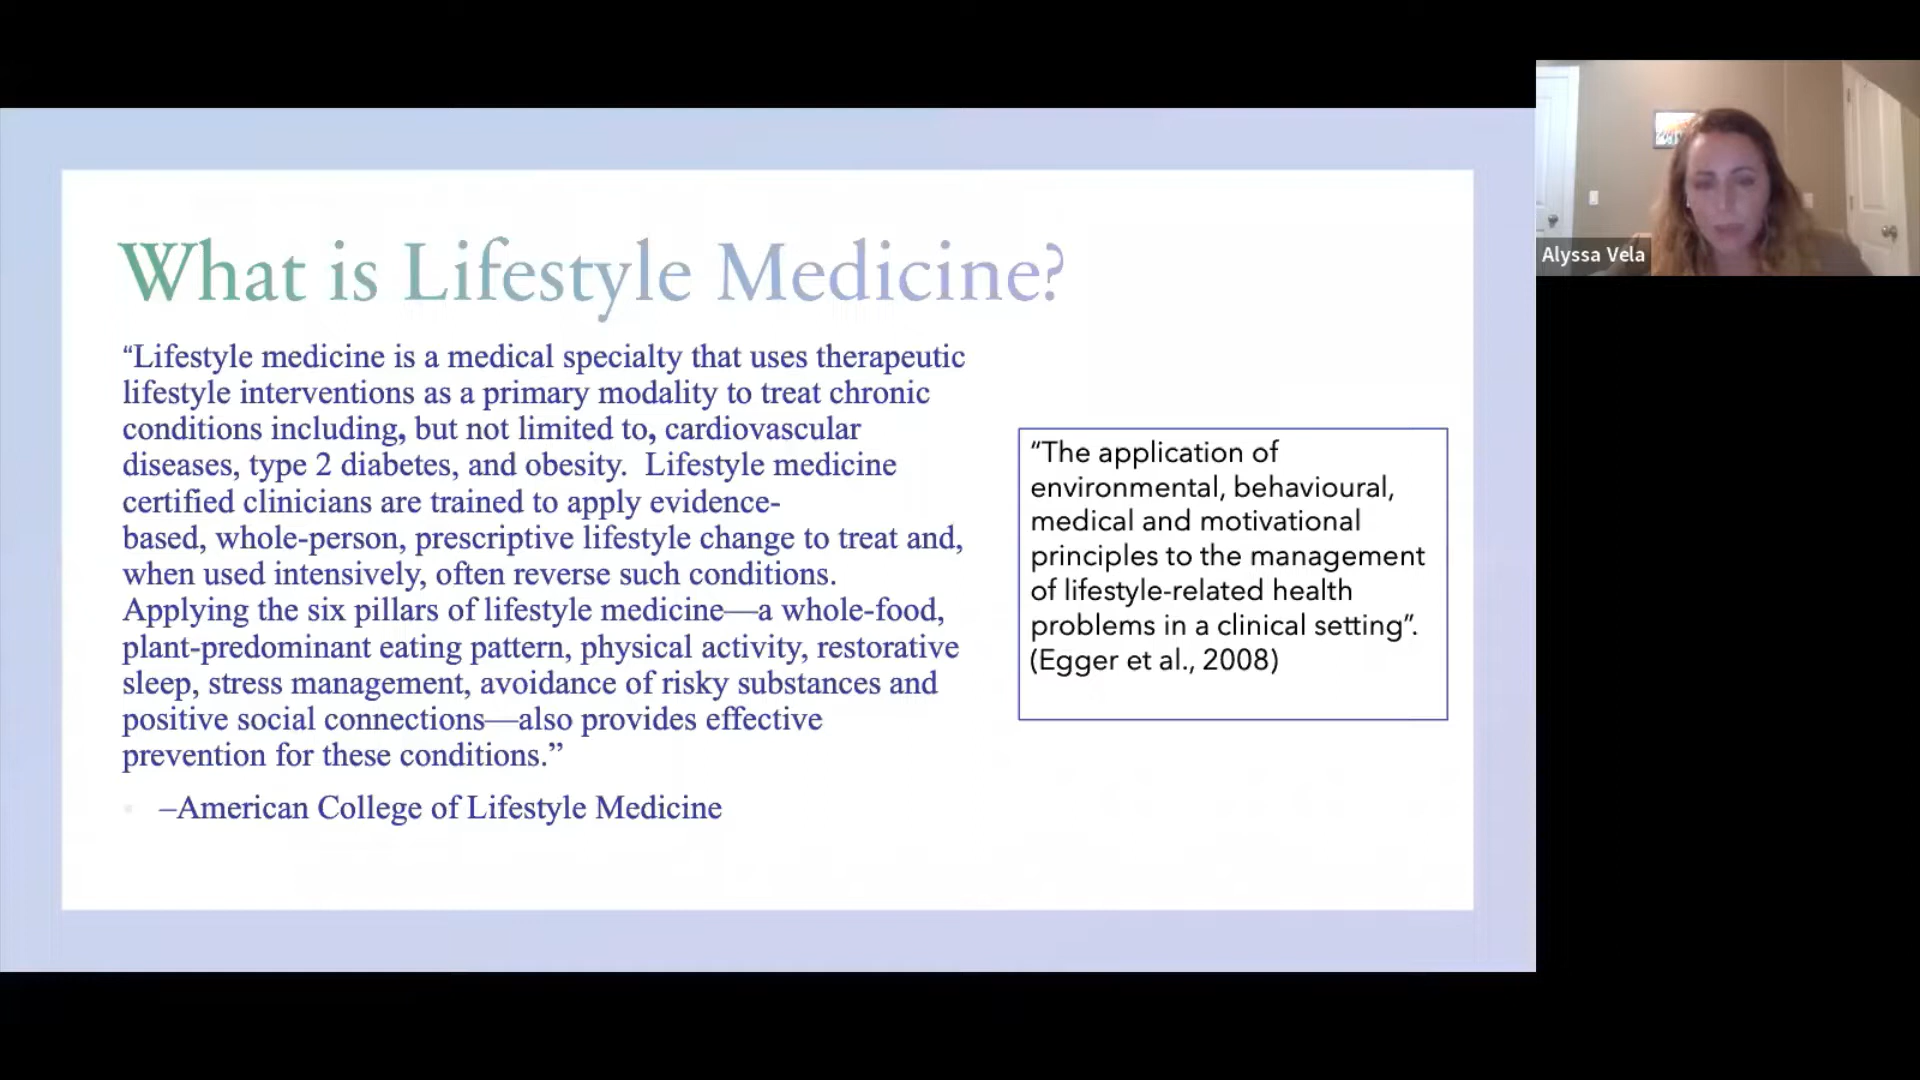 What is Lifestyle Medicine?
“Lifestyle medicine is a medical specialty that uses therapeutic
lifestyle interventions as a primary modality to treat chronic
conditions including, but not limited to, cardiovascular
diseases, type 2 diabetes, and obesity.  Lifestyle medicine
certified clinicians are trained to apply evidence-
based, whole-person, prescriptive lifestyle change to treat and,
when used intensively, often reverse such conditions.
Applying the six pillars of lifestyle medicine—a whole-food,
plant-predominant eating pattern, physical activity, restorative
sleep, stress management, avoidance of risky substances and
positive social connections—also provides effective
prevention for these conditions.”
–American College of Lifestyle Medicine
“The application of
environmental, behavioural,
medical and motivational
principles to the management
of lifestyle-related health
problems in a clinical setting”.
(Egger et al., 2008)
Alyssa Vela